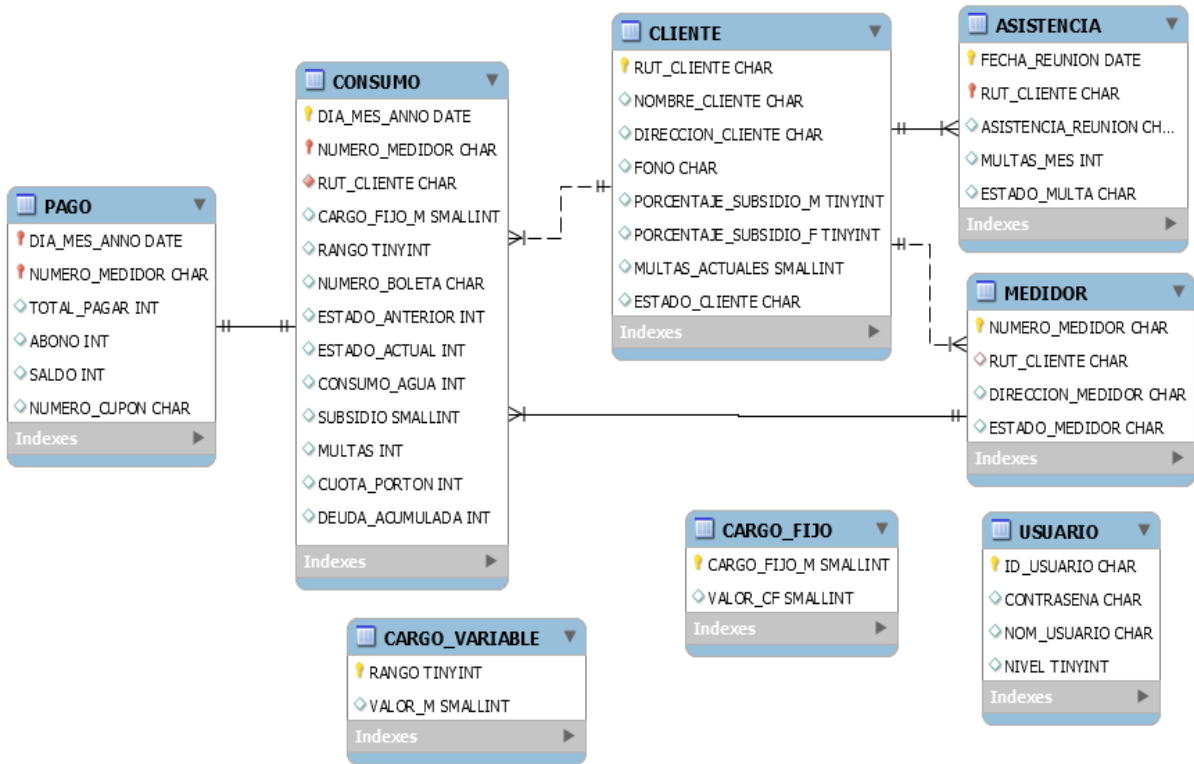 PAGO
DIA_MES_ANNO DATE
NUMERO_MEDIDOR CHAR
TOTAL_PAGAR INT
ABONO INT
SALDO INT
NUMERO_CUPON CHAR
Indexes
CONSUMO
DIA_MES_ANNO DATE
NUMERO_MEDIDOR CHAR
RUT_CLIENTE CHAR
CARGO_FIJO_M SMALLINT
RANGO TINYINT
NUMERO_BOLETA CHAR
ESTADO_ANTERIOR INT
ESTADO_ACTUAL INT
CONSUMO_AGUA INT
SUBSIDIO SMALLINT
MULTAS INT
CUOTA_PORTON INT
DEUDA_ACUMULADA INT
Indexes
CLIENTE
RUT_CLIENTE CHAR
NOMBRE_CLIENTE CHAR
DIRECCION_CLIENTE CHAR
FONO CHAR
PORCENTAJE_SUBSIDIO_M TINYINT
PORCENTAJE_SUBSIDIO_F TINYINT
MULTAS_ACTUALES SMALLINT
ESTADO_CLIENTE CHAR
Indexes
ASISTENCIA
FECHA_REUNION DATE
RUT_CLIENTE CHAR
ASISTENCIA_REUNION CH...
MULTAS_MES INT
ESTADO_MULTA CHAR
Indexes
MEDIDOR
NUMERO_MEDIDOR CHAR
RUT_CLIENTE CHAR
DIRECCION_MEDIDOR CHAR
ESTADO_MEDIDOR CHAR
Indexes
CARGO_VARIABLE
RANGO TINYINT
VALOR_M SMALLINT
Indexes
CARGO_FIJO
CARGO_FIJO_M SMALLINT
VALOR_CF SMALLINT
Indexes
USUARIO
ID_USUARIO CHAR
CONTRASENA CHAR
NOM_USUARIO CHAR
NIVEL TINYINT
Indexes